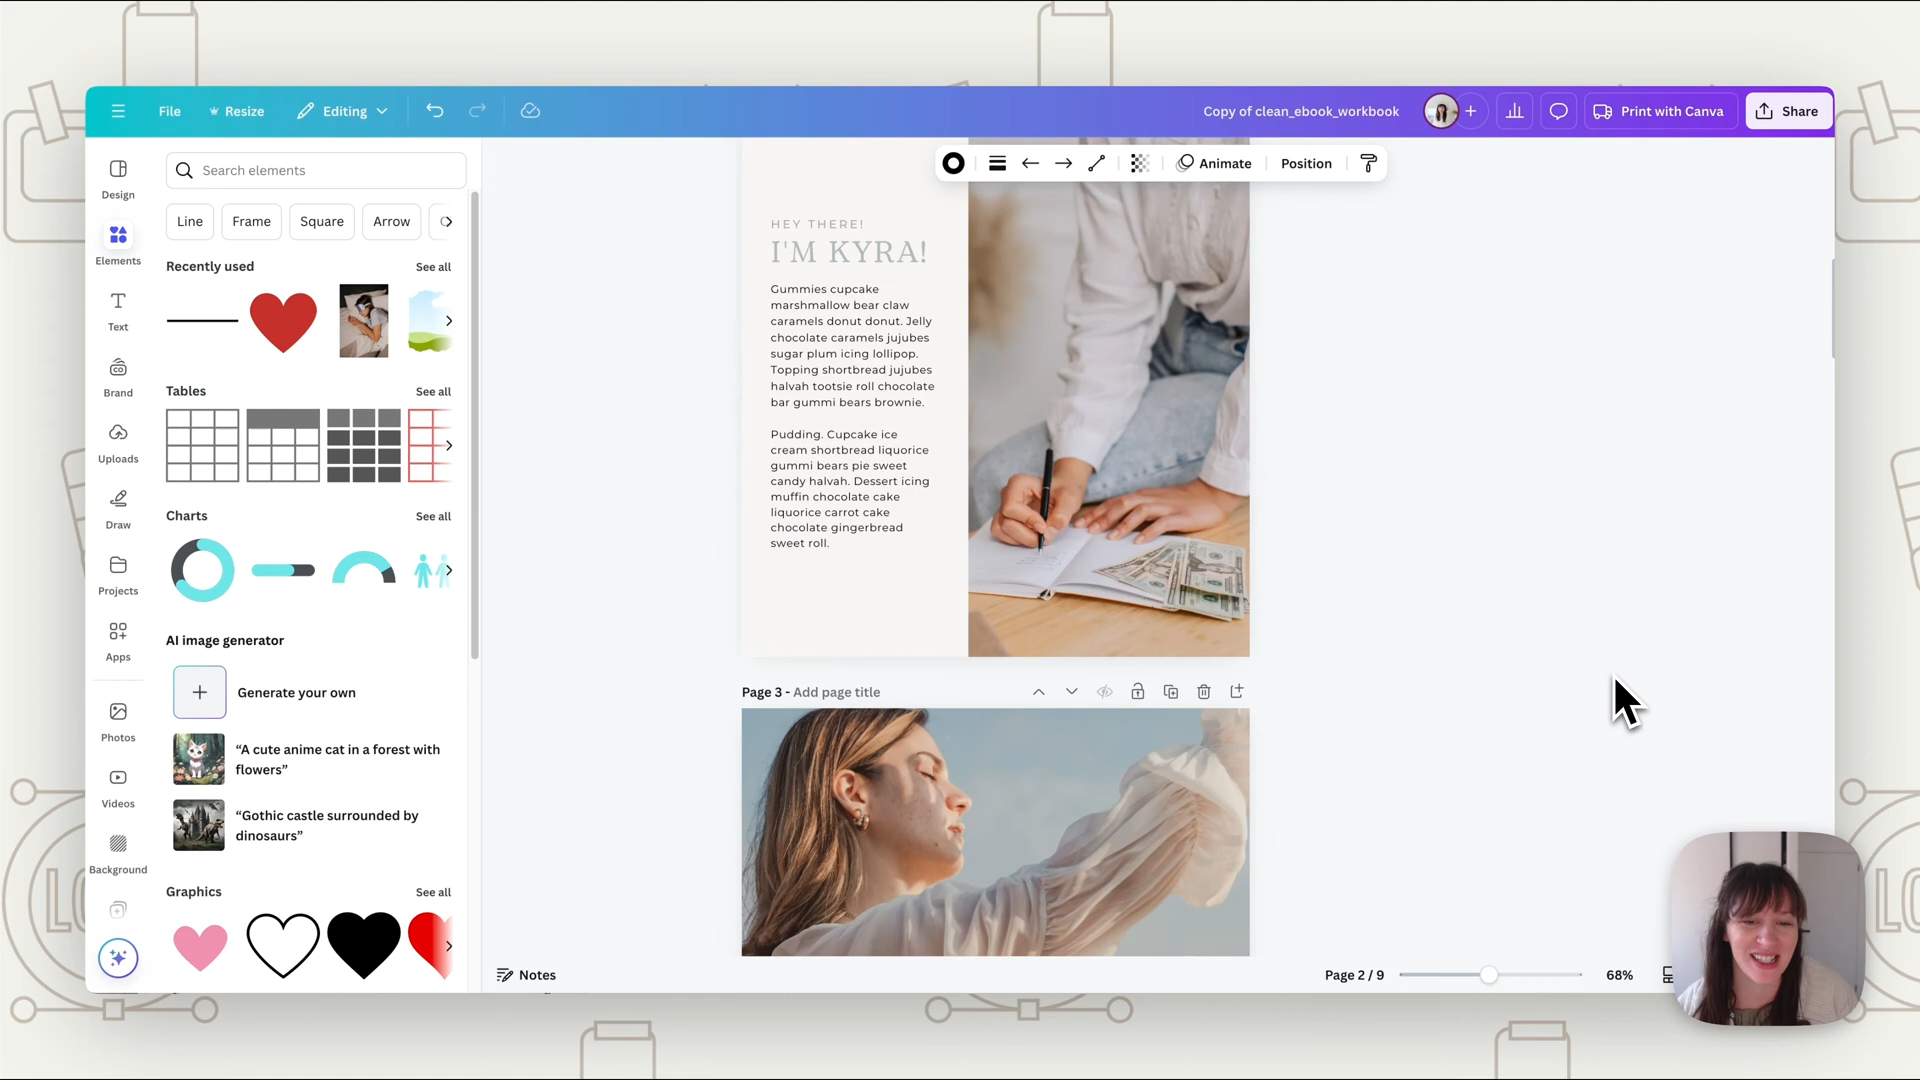 File
Resize
Editing
Copy of clean_ebook_workbook
Print with Canva
Share
Design
Elements
Text
Brand
Uploads
Draw
Projects
Apps
Photos
Videos
Background
Search elements
Line
Frame
Square
Arrow
Recently used
See all
Tables
See all
Charts
See all
AI image generator
Generate your own
“A cute anime cat in a forest with
flowers”
“Gothic castle surrounded by
dinosaurs”
Graphics
See all
Animate
Position
HEY THERE!
I'M KYRA!
Gummies cupcake
marshmallow bear claw
caramels donut donut. Jelly
chocolate caramels jujubes
sugar plum icing lollipop.
Topping shortbread jujubes
halvah tootsie roll chocolate
bar gummi bears brownie.
Pudding. Cupcake ice
cream shortbread liquorice
gummi bears pie sweet
candy halvah. Dessert icing
muffin chocolate cake
liquorice carrot cake
chocolate gingerbread
sweet roll.
Page 3 - Add page title
Notes
Page 2 / 9
68%